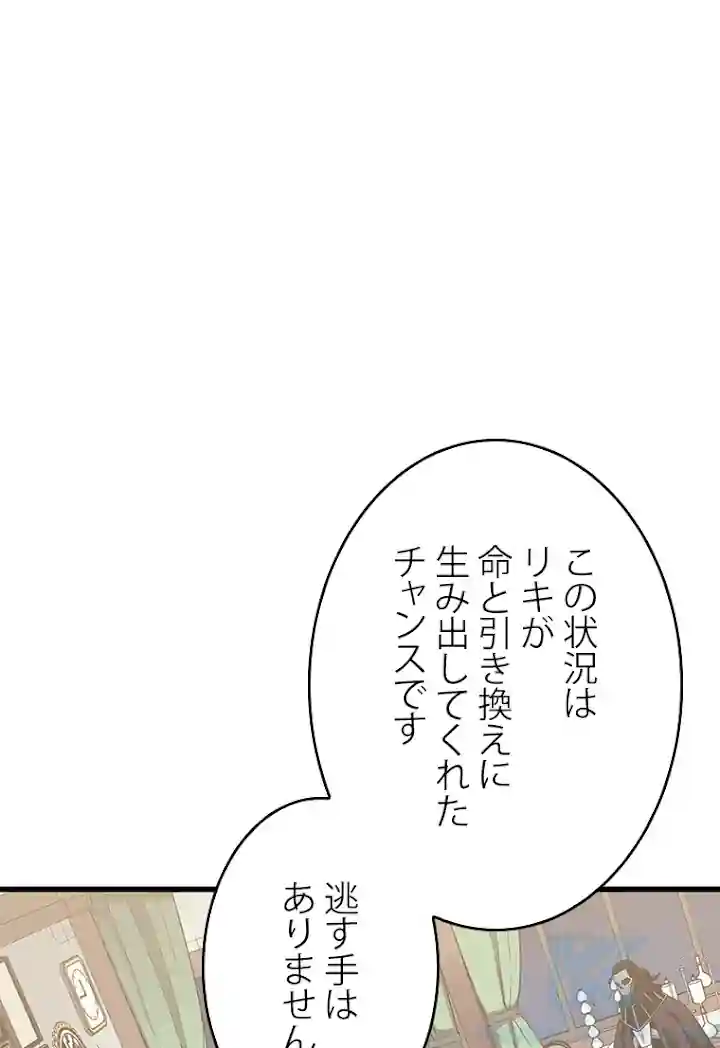 この状況は
リキが
命と引き換えに
生み出してくれた
チャンスです
逃す手は
ありません